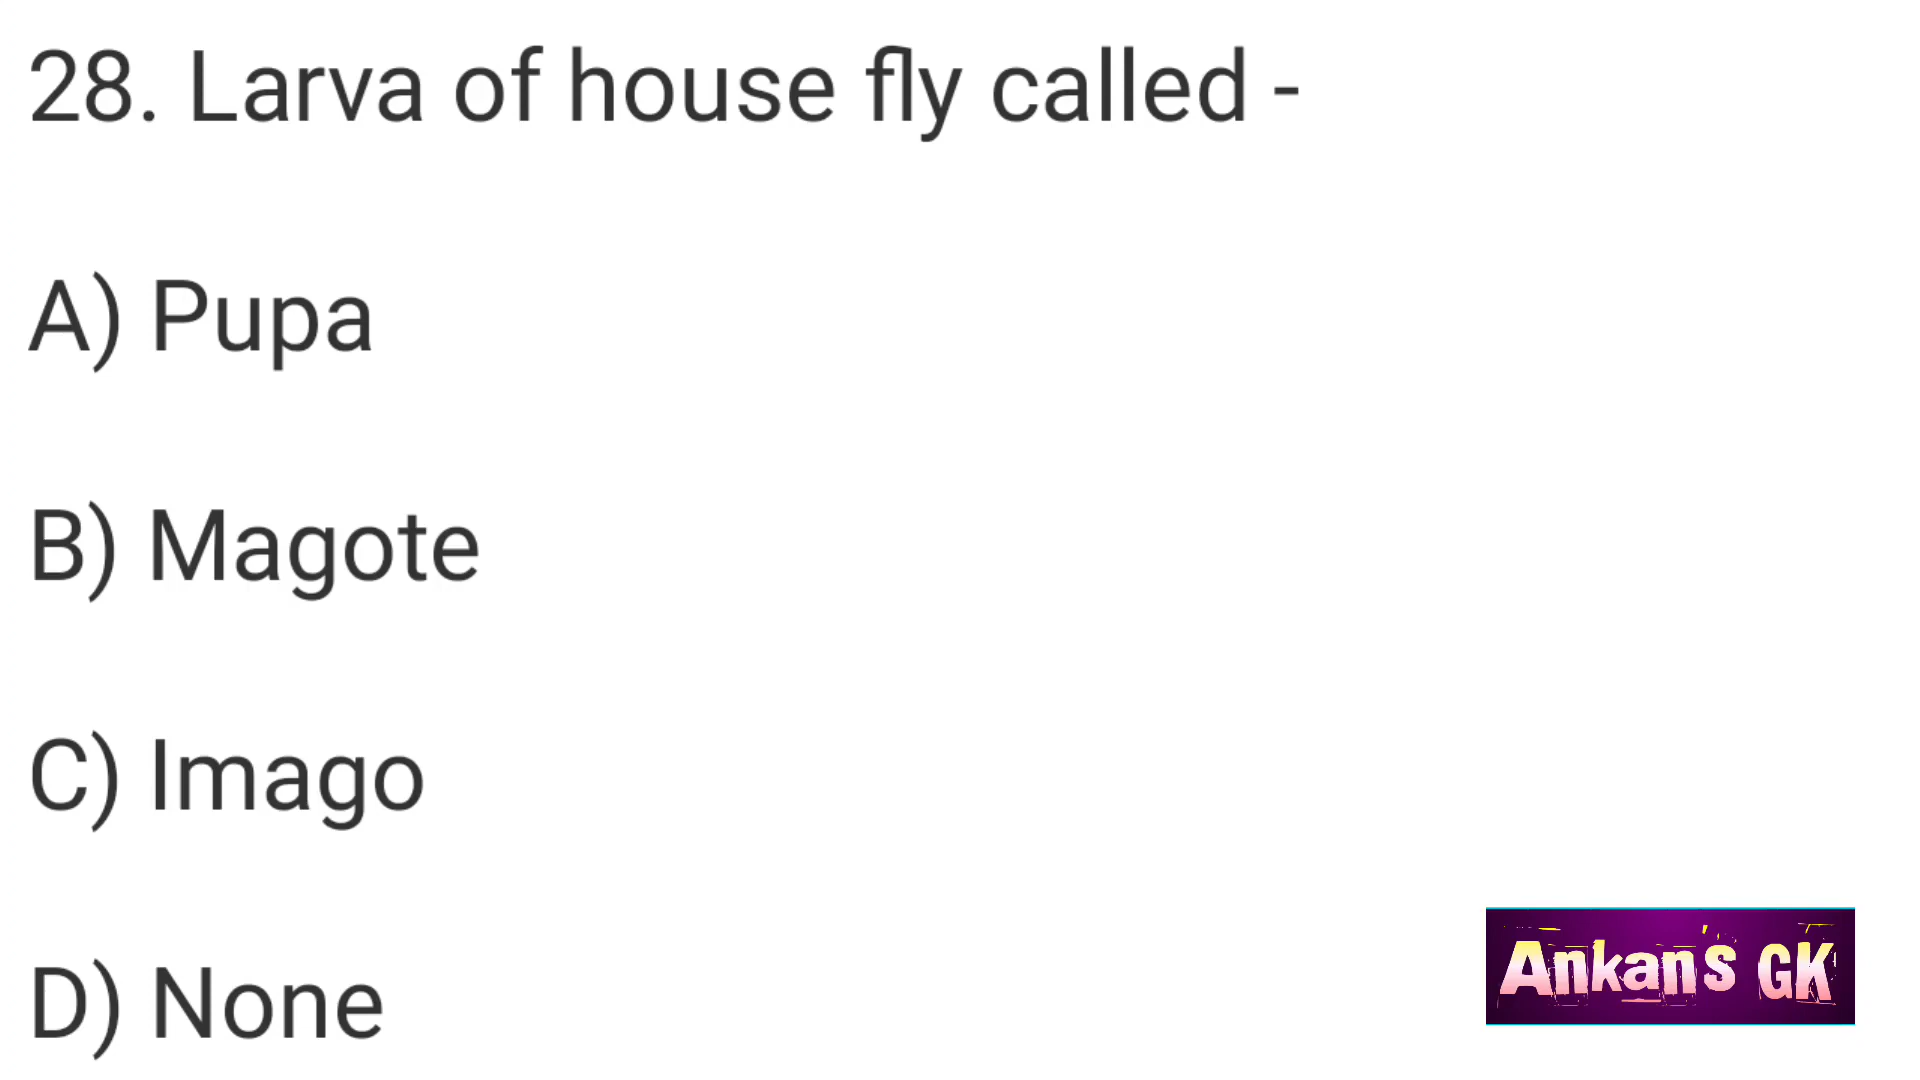 28. Larva of house fly called -
A) Pupa
B) Magote
C) Imago
D) None
Ankan's GK